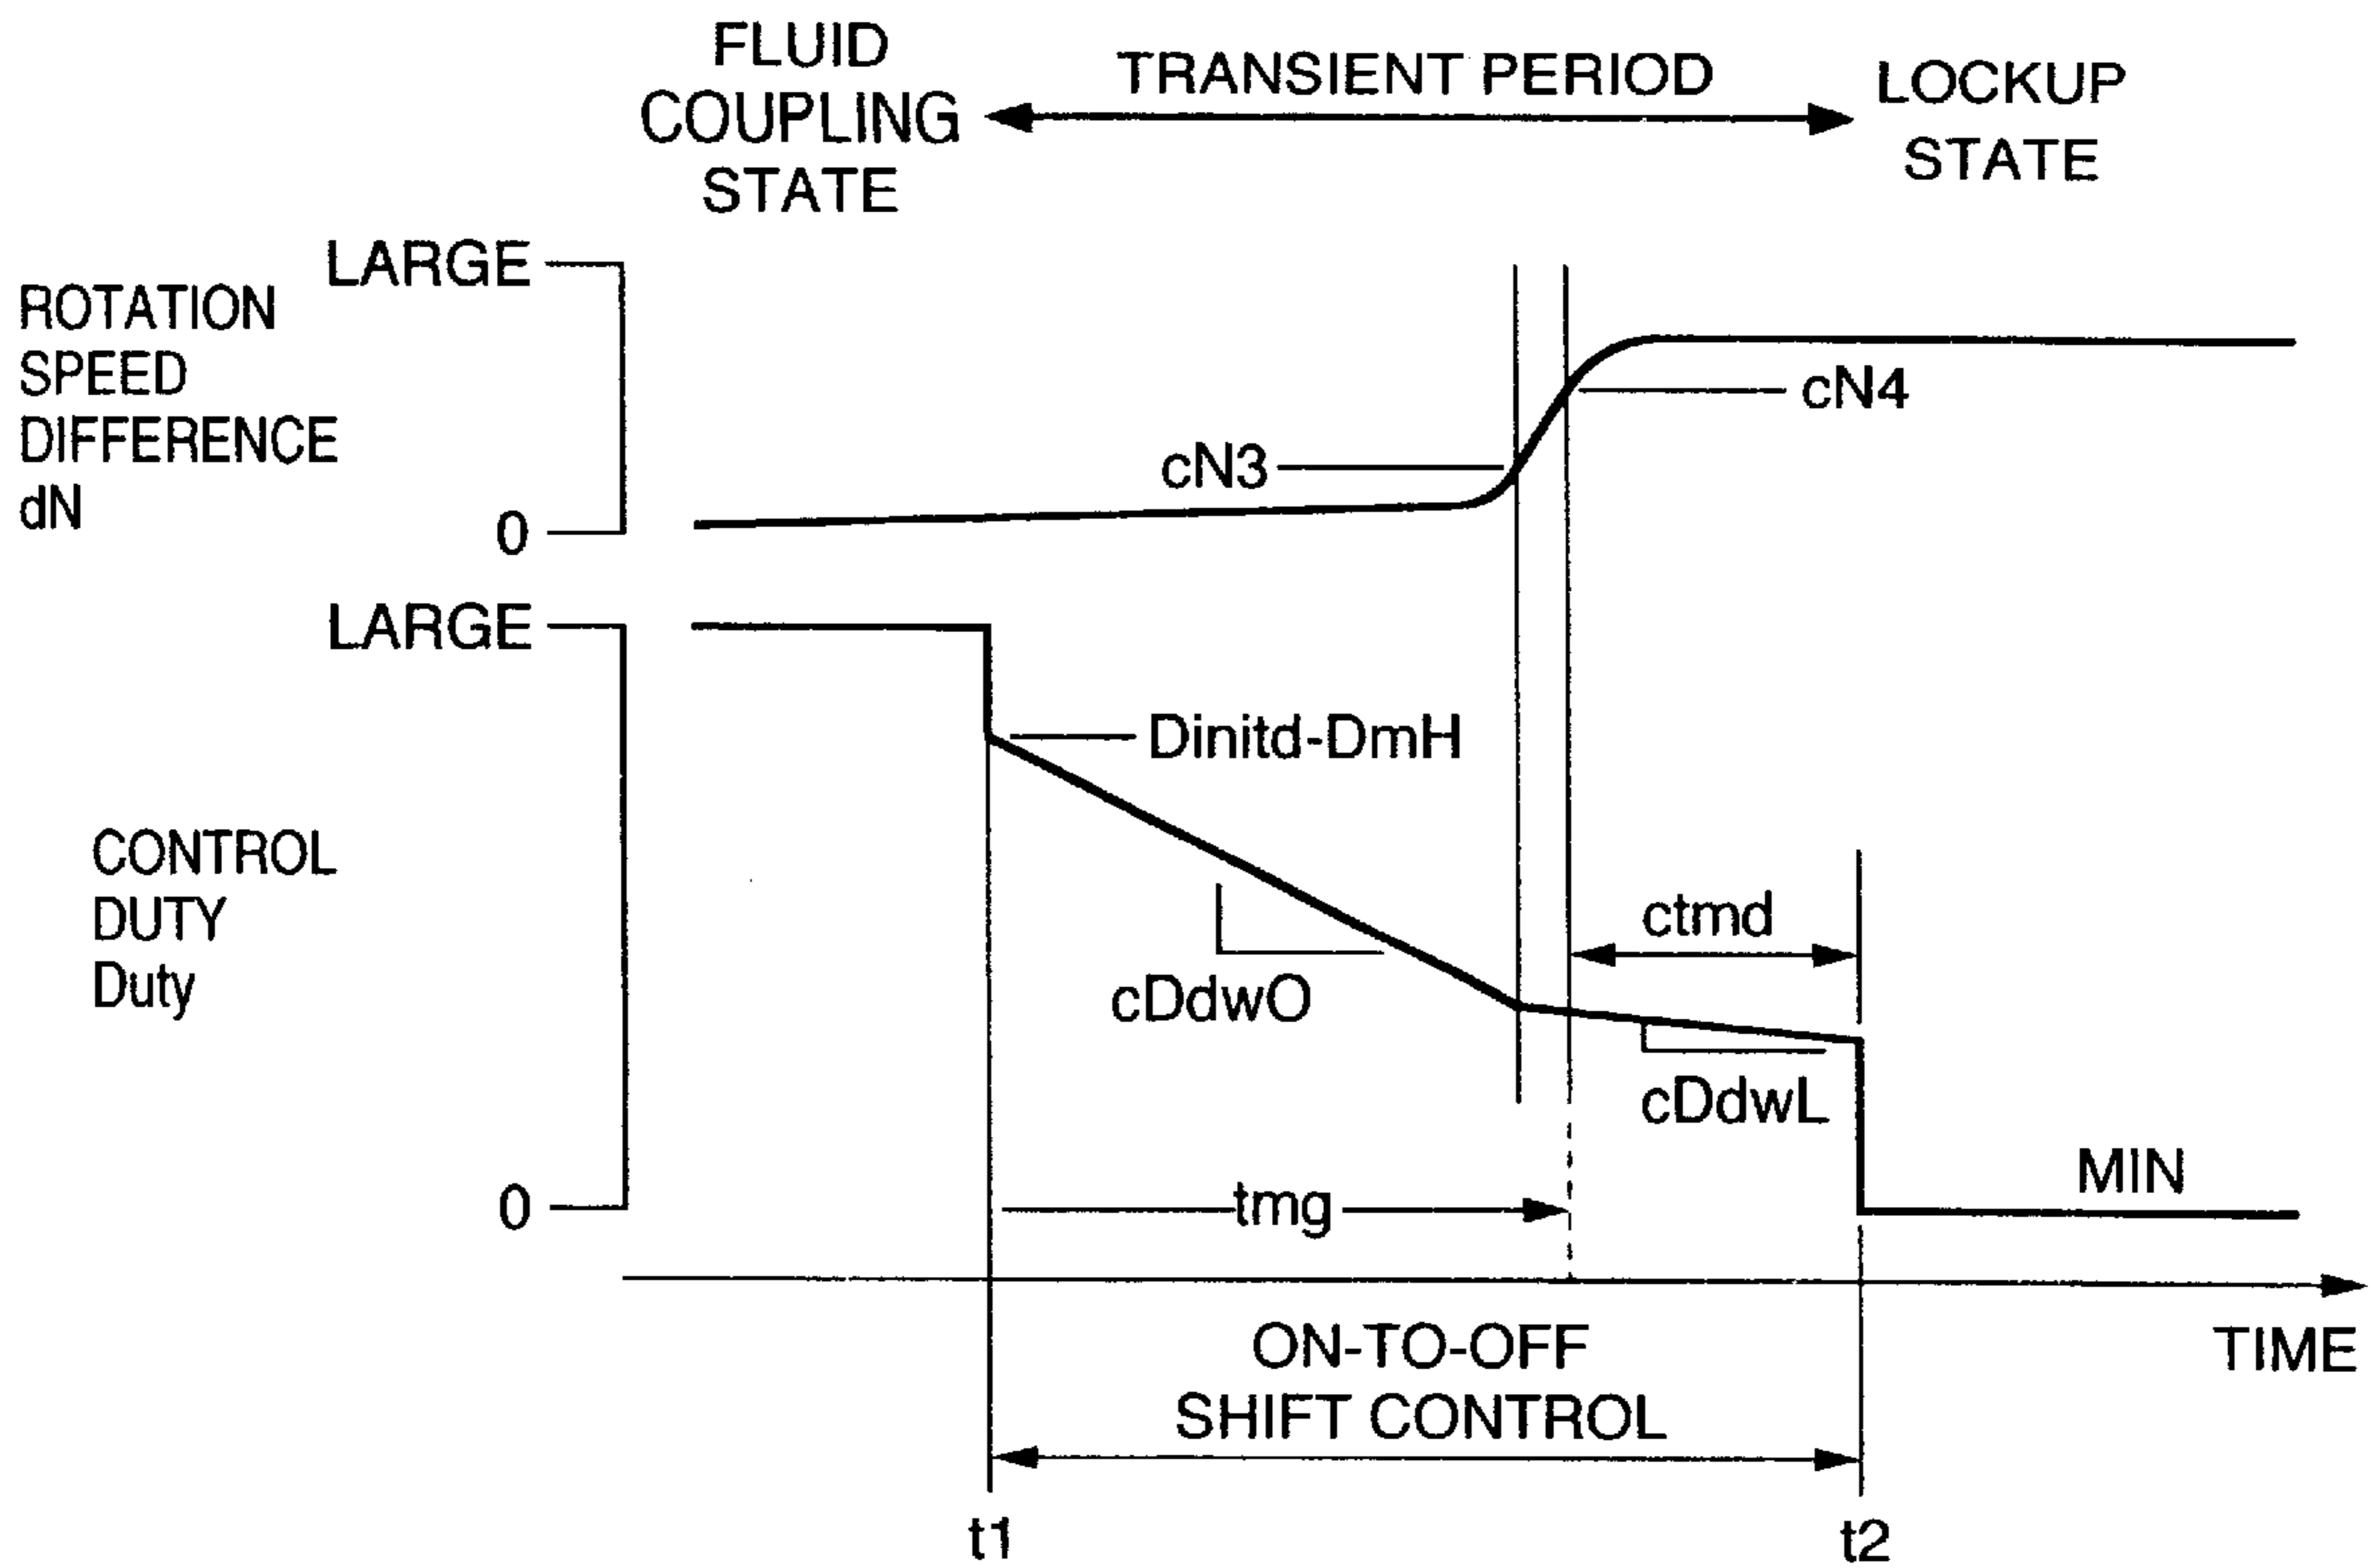 FLUID
COUPLING
STATE
TRANSIENT PERIOD
LOCKUP
STATE
ROTATION
SPEED
DIFFERENCE
dN
LARGE
0
cN3
cN4
CONTROL
DUTY
Duty
LARGE
0
Dinitd-DmH
cDdwO
ctmd
cDdwL
tmg
MIN
TIME
ON-TO-OFF
SHIFT CONTROL
t1
t2